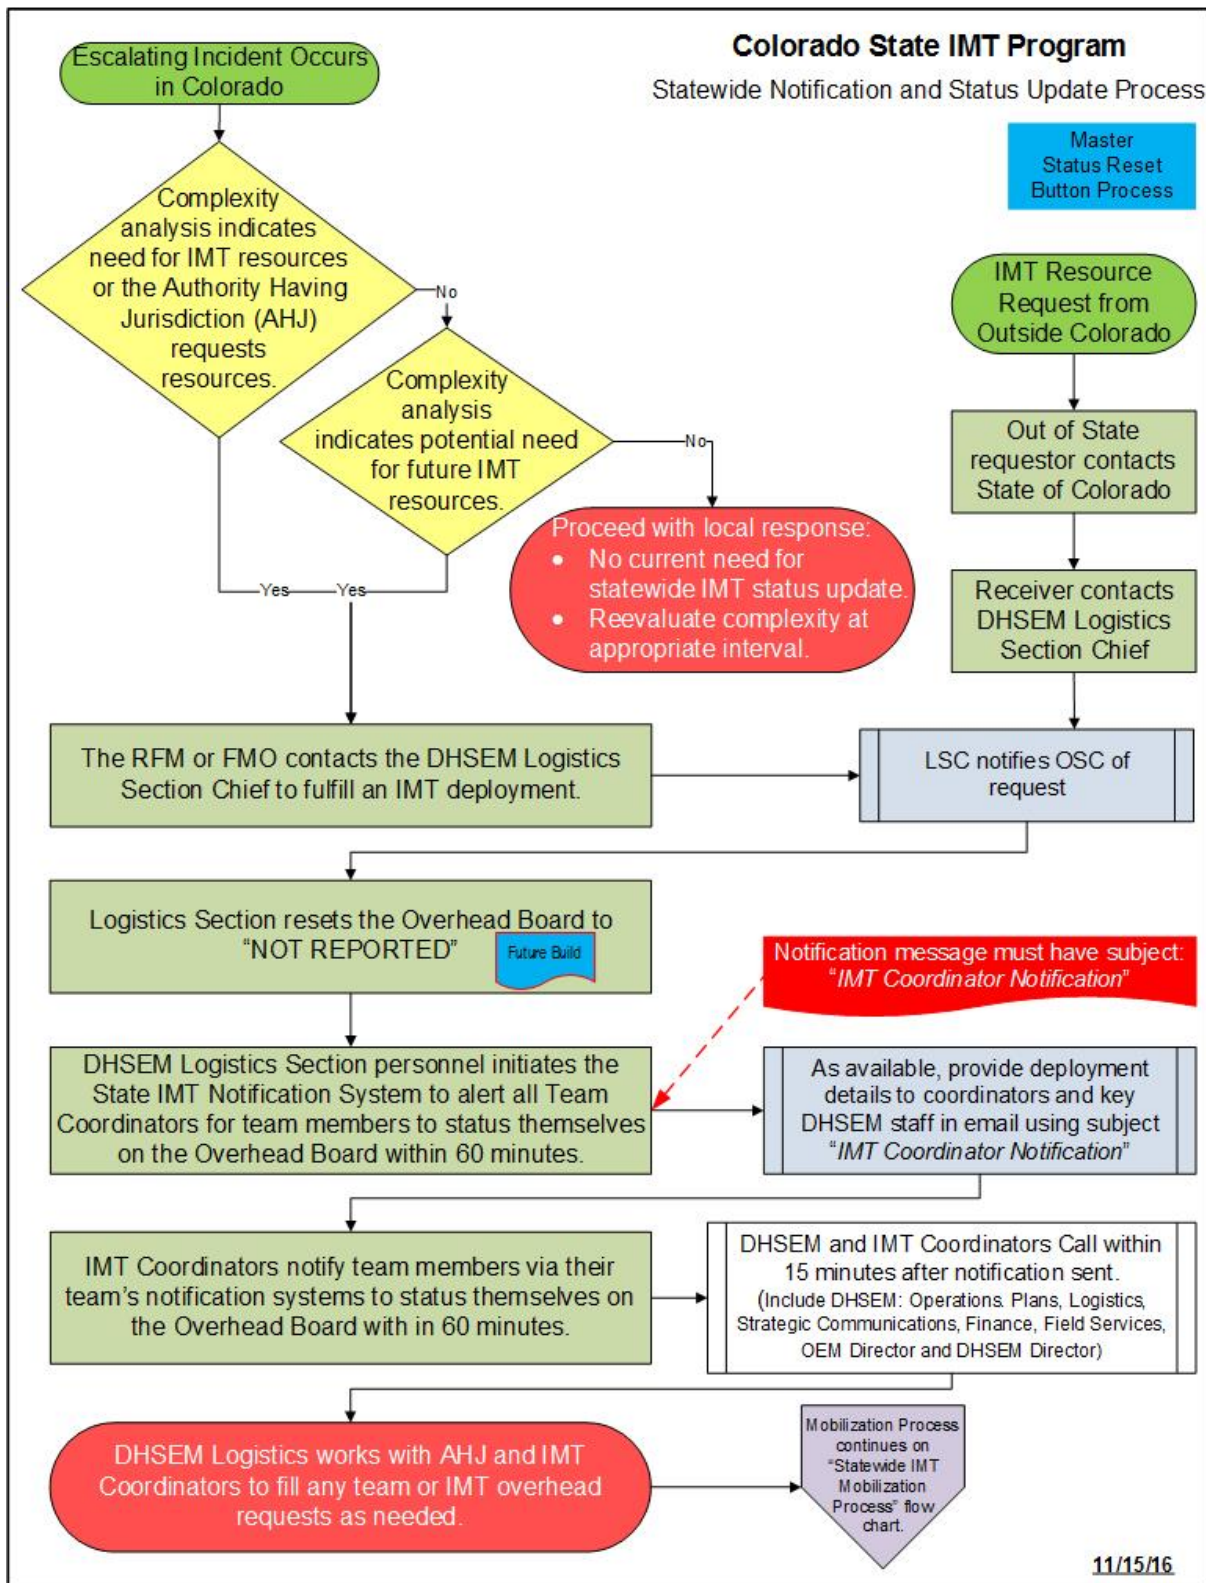 Colorado State IMT Program
Statewide Notification and Status Update Process
Master
Status Reset
Button Process
Escalating Incident Occurs
in Colorado
Complexity
analysis indicates
need for IMT resources
or the Authority Having
Jurisdiction (AHJ)
requests
resources.
No
Complexity
analysis
indicates potential need
for future IMT
resources.
No
Yes
Yes
Proceed with local response:
• No current need for
statewide IMT status update.
• Reevaluate complexity at
appropriate interval.
IMT Resource
Request from
Outside Colorado
Out of State
requestor contacts
State of Colorado
Receiver contacts
DHSEM Logistics
Section Chief
The RFM or FMO contacts the DHSEM Logistics
Section Chief to fulfill an IMT deployment.
LSC notifies OSC of
request
Logistics Section resets the Overhead Board to
“NOT REPORTED”
Future Build
Notification message must have subject:
“IMT Coordinator Notification”
DHSEM Logistics Section personnel initiates the
State IMT Notification System to alert all Team
Coordinators for team members to status themselves
on the Overhead Board within 60 minutes.
As available, provide deployment
details to coordinators and key
DHSEM staff in email using subject
“IMT Coordinator Notification”
IMT Coordinators notify team members via their
team’s notification systems to status themselves on
the Overhead Board with in 60 minutes.
DHSEM and IMT Coordinators Call within
15 minutes after notification sent.
(Include DHSEM: Operations. Plans, Logistics,
Strategic Communications, Finance, Field Services,
OEM Director and DHSEM Director)
DHSEM Logistics works with AHJ and IMT
Coordinators to fill any team or IMT overhead
requests as needed.
Mobilization Process
continues on
“Statewide IMT
Mobilization
Process” flow
chart.
11/15/16